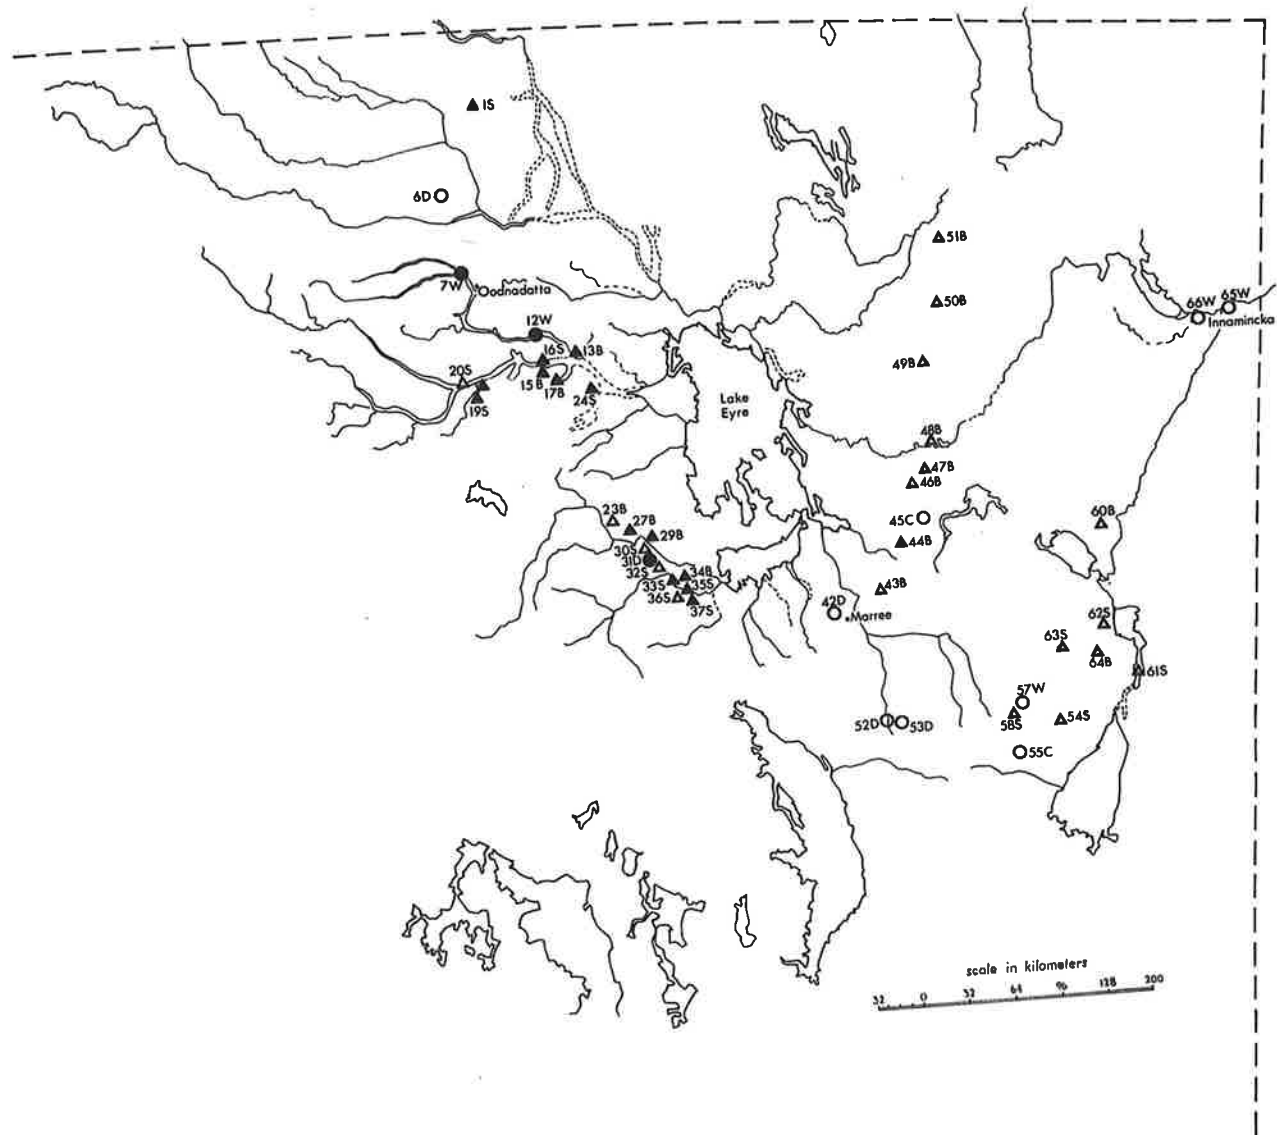 1S
6D
7W
Oodnadatta
12W
16S
13B
15B
17B
24S
20S
19S
Lake
Eyre
51B
50B
49B
48B
47B
46B
45C
44B
43B
66W
65W
Innamincka
60B
23B
27B
29B
30S
31D
32S
33S
34B
35S
36S
37S
42D
Marree
62S
63S
64B
61S
57W
58S
54S
52D
53D
55C
scale in kilometers
32 0 32 64 96 128 200